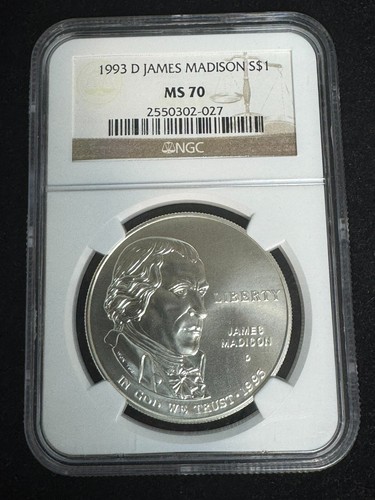 1993 D JAMES MADISON S$1
MS 70
2550302-027
NGC
LIBERTY
JAMES
MADISON
D
IN GOD WE TRUST · 1993